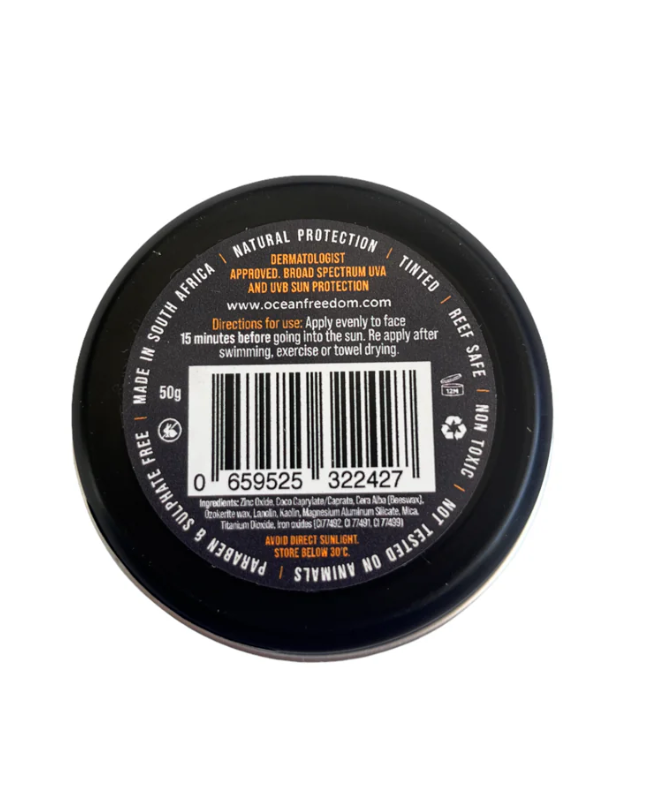 MADE IN SOUTH AFRICA | NATURAL PROTECTION | TINTED | REEF SAFE | NON TOXIC | NOT TESTED ON ANIMALS | PARABEN & SULPHATE FREE |
DERMATOLOGIST
APPROVED. BROAD SPECTRUM UVA
AND UVB SUN PROTECTION
www.oceanfreedom.com
Directions for use: Apply evenly to face
15 minutes before going into the sun. Re apply after
swimming, exercise or towel drying.
50g
12M
0 659525 322427
Ingredients: Zinc Oxide, Coco Caprylate/Caprate, Cera Alba (Beeswax),
Ozokerite wax, Lanolin, Kaolin, Magnesium Aluminum Silicate, Mica,
Titanium Dioxide, Iron oxides (CI77492, CI 77491, CI 77499)
AVOID DIRECT SUNLIGHT.
STORE BELOW 30°C.